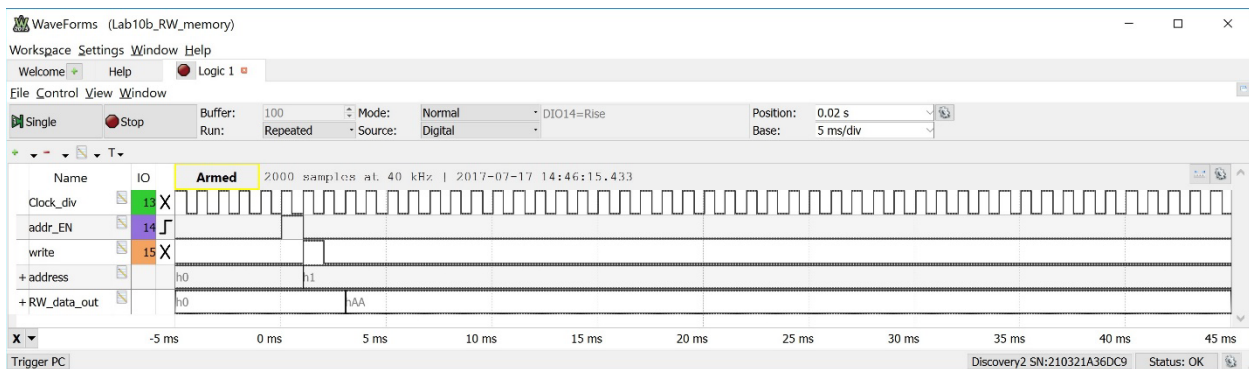 WaveForms (Lab10b_RW_memory)
Workspace Settings Window Help
Welcome Help Logic 1
File Control View Window
Single Stop Buffer: 100 Mode: Normal DIO14=Rise Position: 0.02 s
Run: Repeated Source: Digital Base: 5 ms/div
T
Name IO Armed 2000 samples at 40 kHz | 2017-07-17 14:46:15.433
Clock_div 13 X
addr_EN 14
write 15 X
+ address h0 h1
+ RW_data_out h0 hAA
X -5 ms 0 ms 5 ms 10 ms 15 ms 20 ms 25 ms 30 ms 35 ms 40 ms 45 ms
Trigger PC Discovery2 SN:210321A36DC9 Status: OK